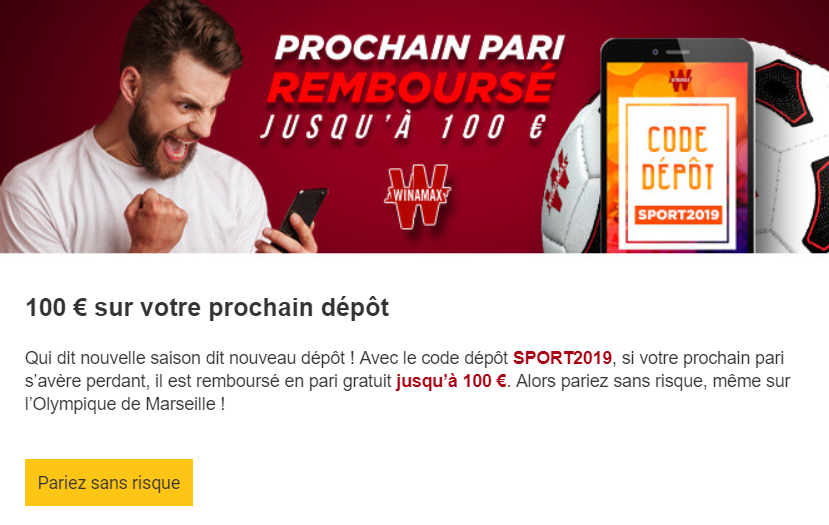 PROCHAIN PARI
REMBOURSÉ
JUSQU'À 100 €
WINAMAX
W
WINAMAX
CODE
DÉPÔT
SPORT2019
100 € sur votre prochain dépôt
Qui dit nouvelle saison dit nouveau dépôt ! Avec le code dépôt SPORT2019, si votre prochain pari
s’avère perdant, il est remboursé en pari gratuit jusqu’à 100 €. Alors pariez sans risque, même sur
l’Olympique de Marseille !
Pariez sans risque